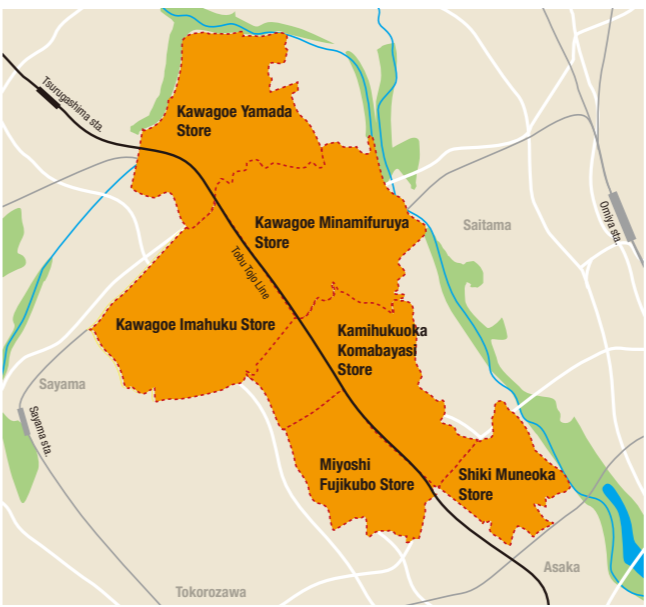 Tsurugashima sta.
Kawagoe Yamada
Store
Kawagoe Minamifuruya
Store
Saitama
Omiya sta.
Tobu Tojo Line
Kawagoe Imahuku Store
Kamihukuoka
Komabayasi
Store
Sayama
Sayama sta.
Miyoshi
Fujikubo Store
Shiki Muneoka
Store
Asaka
Tokorozawa